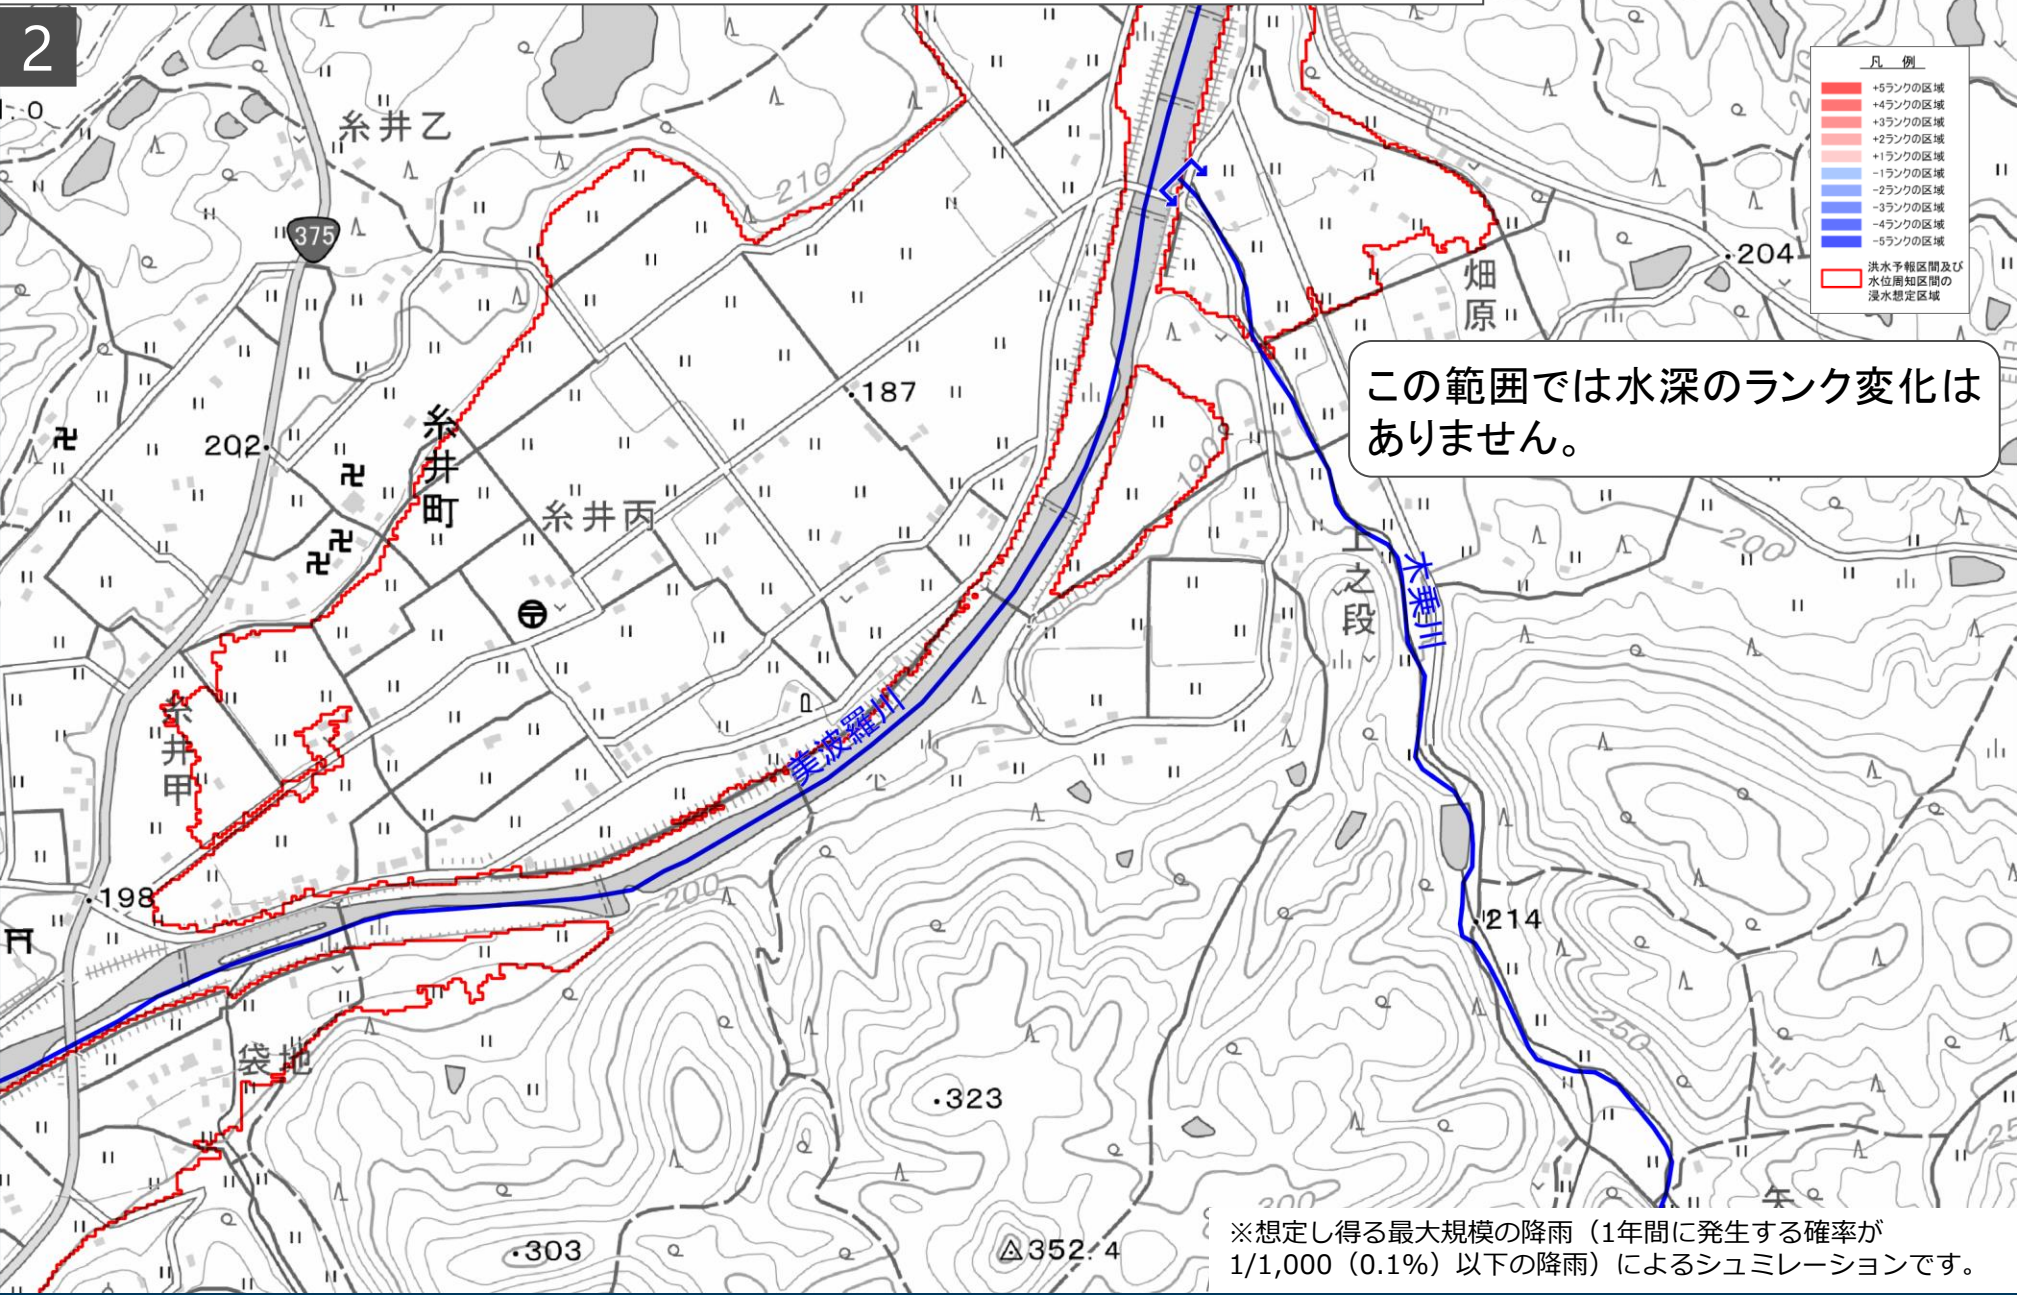 2
凡 例
+5ランクの区域
+4ランクの区域
+3ランクの区域
+2ランクの区域
+1ランクの区域
-1ランクの区域
-2ランクの区域
-3ランクの区域
-4ランクの区域
-5ランクの区域
洪水予報区間及び
水位周知区間の
浸水想定区域
糸井乙
210
375
204
畑原
この範囲では水深のランク変化は
ありません。
187
202
糸井町
糸井丙
190
200
上之段
木乗川
糸井甲
美波羅川
198
200
214
250
袋地
323
303
352.4
300
※想定し得る最大規模の降雨（1年間に発生する確率が
1/1,000（0.1%）以下の降雨）によるシュミレーションです。